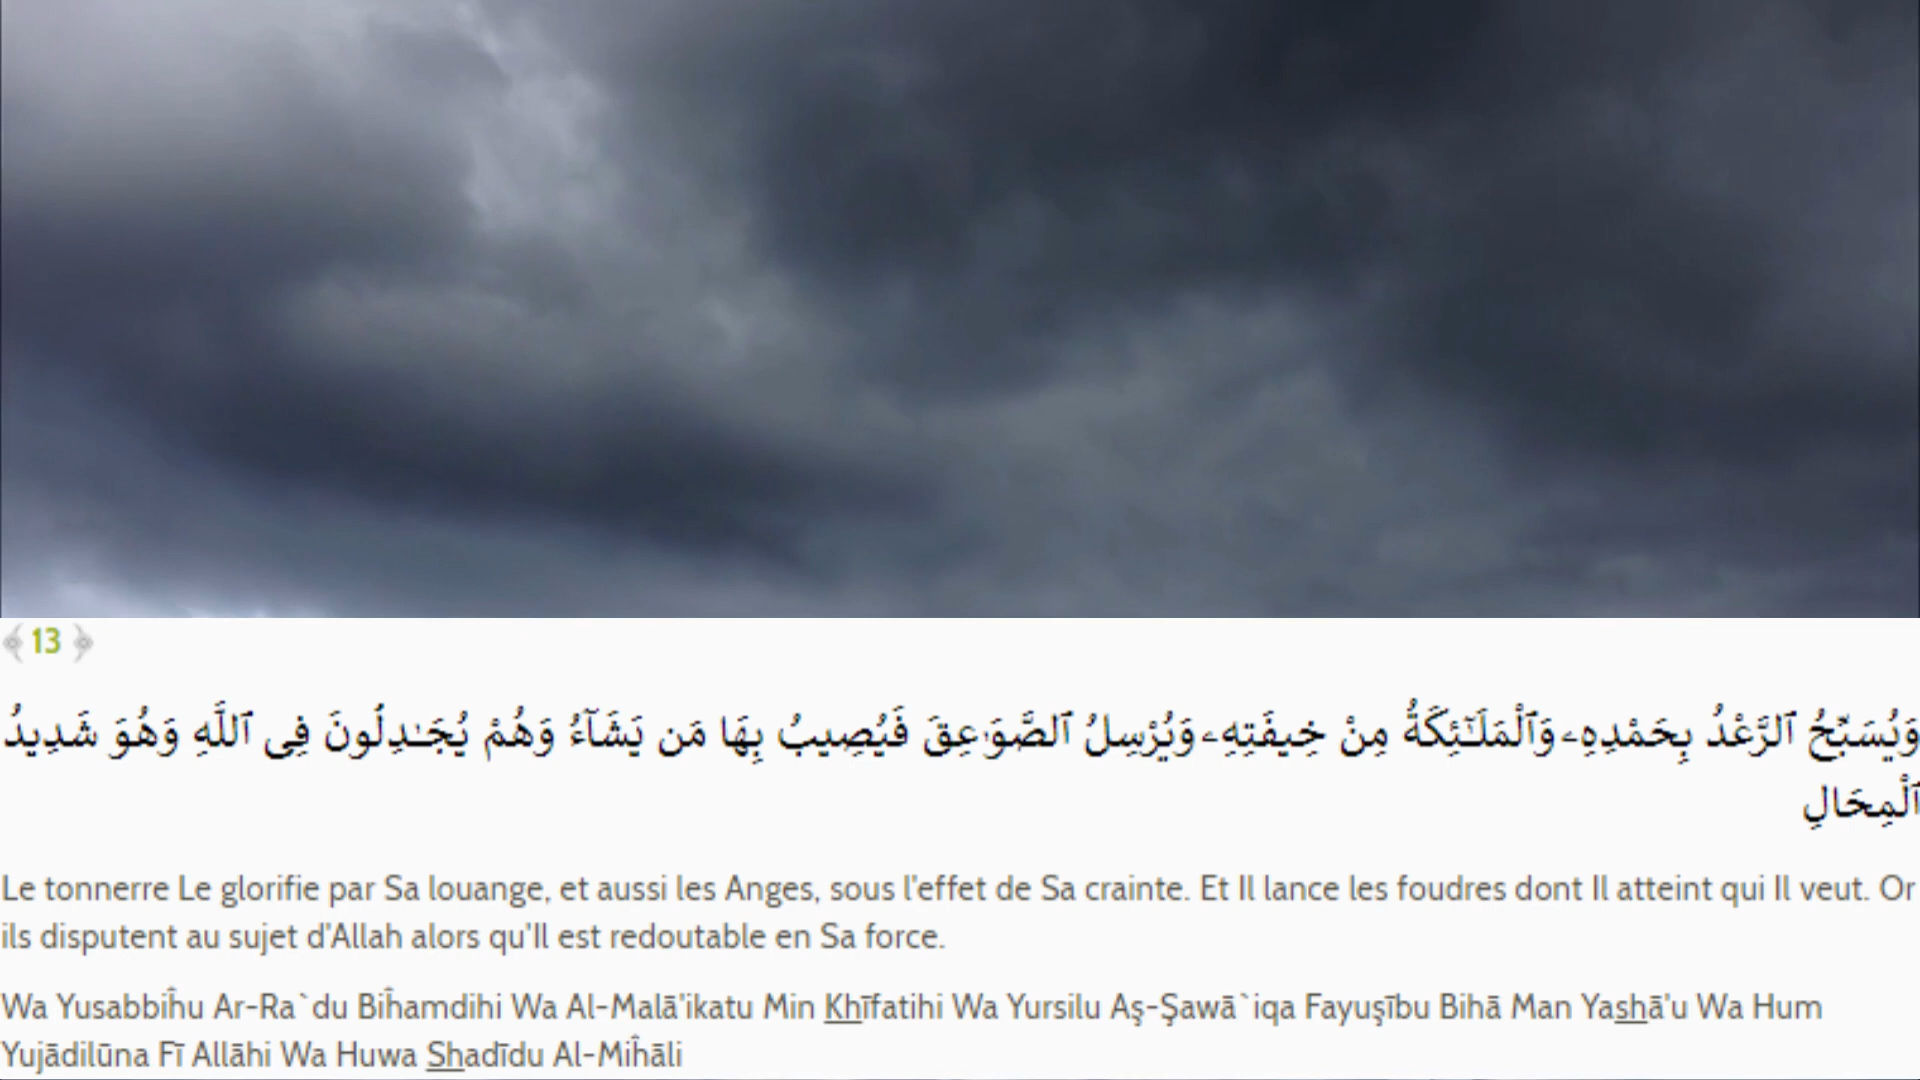 ﴾ 13 ﴿
وَيُسَبِّحُ ٱلرَّعْدُ بِحَمْدِهِۦ وَٱلْمَلَـٰٓئِكَةُ مِنْ خِيفَتِهِۦ وَيُرْسِلُ ٱلصَّوَٰعِقَ فَيُصِيبُ بِهَا مَن يَشَآءُ وَهُمْ يُجَـٰدِلُونَ فِى ٱللَّهِ وَهُوَ شَدِيدُ
ٱلْمِحَالِ
Le tonnerre Le glorifie par Sa louange, et aussi les Anges, sous l'effet de Sa crainte. Et Il lance les foudres dont Il atteint qui Il veut. Or
ils disputent au sujet d'Allah alors qu'Il est redoutable en Sa force.
Wa Yusabbiĥu Ar-Ra`du Biĥamdihi Wa Al-Malā'ikatu Min Khīfatihi Wa Yursilu Aş-Şawā`iqa Fayuşību Bihā Man Yashā'u Wa Hum
Yujādilūna Fī Allāhi Wa Huwa Shadīdu Al-Miĥāli